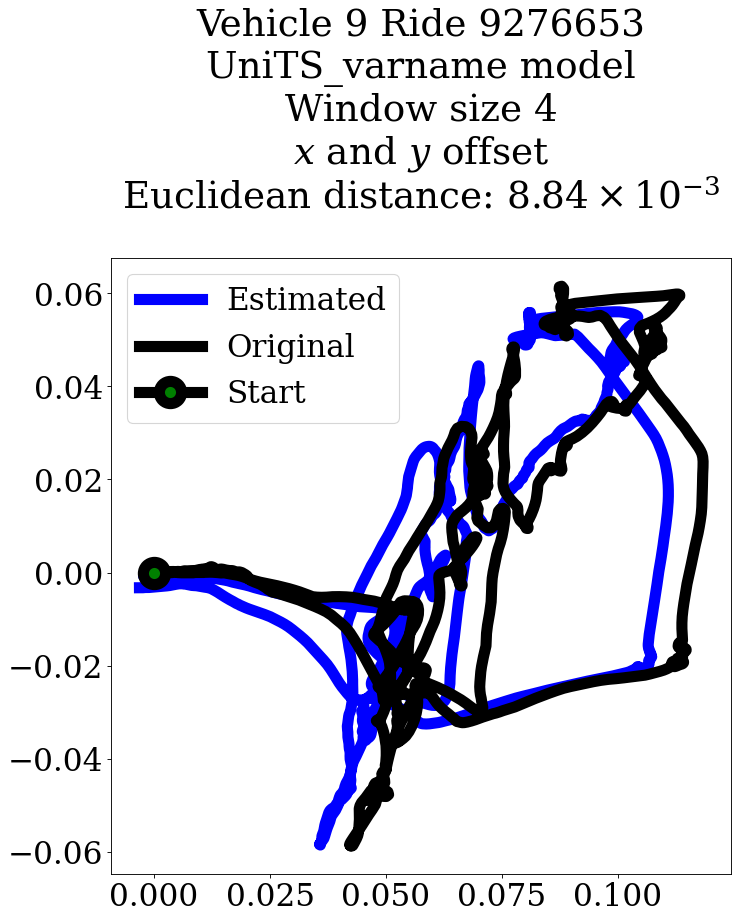 Vehicle 9 Ride 9276653
UniTS_varname model
Window size 4
x and y offset
Euclidean distance: 8.84 × 10⁻³
Estimated
Original
Start
0.06
0.04
0.02
0.00
−0.02
−0.04
−0.06
0.000 0.025 0.050 0.075 0.100